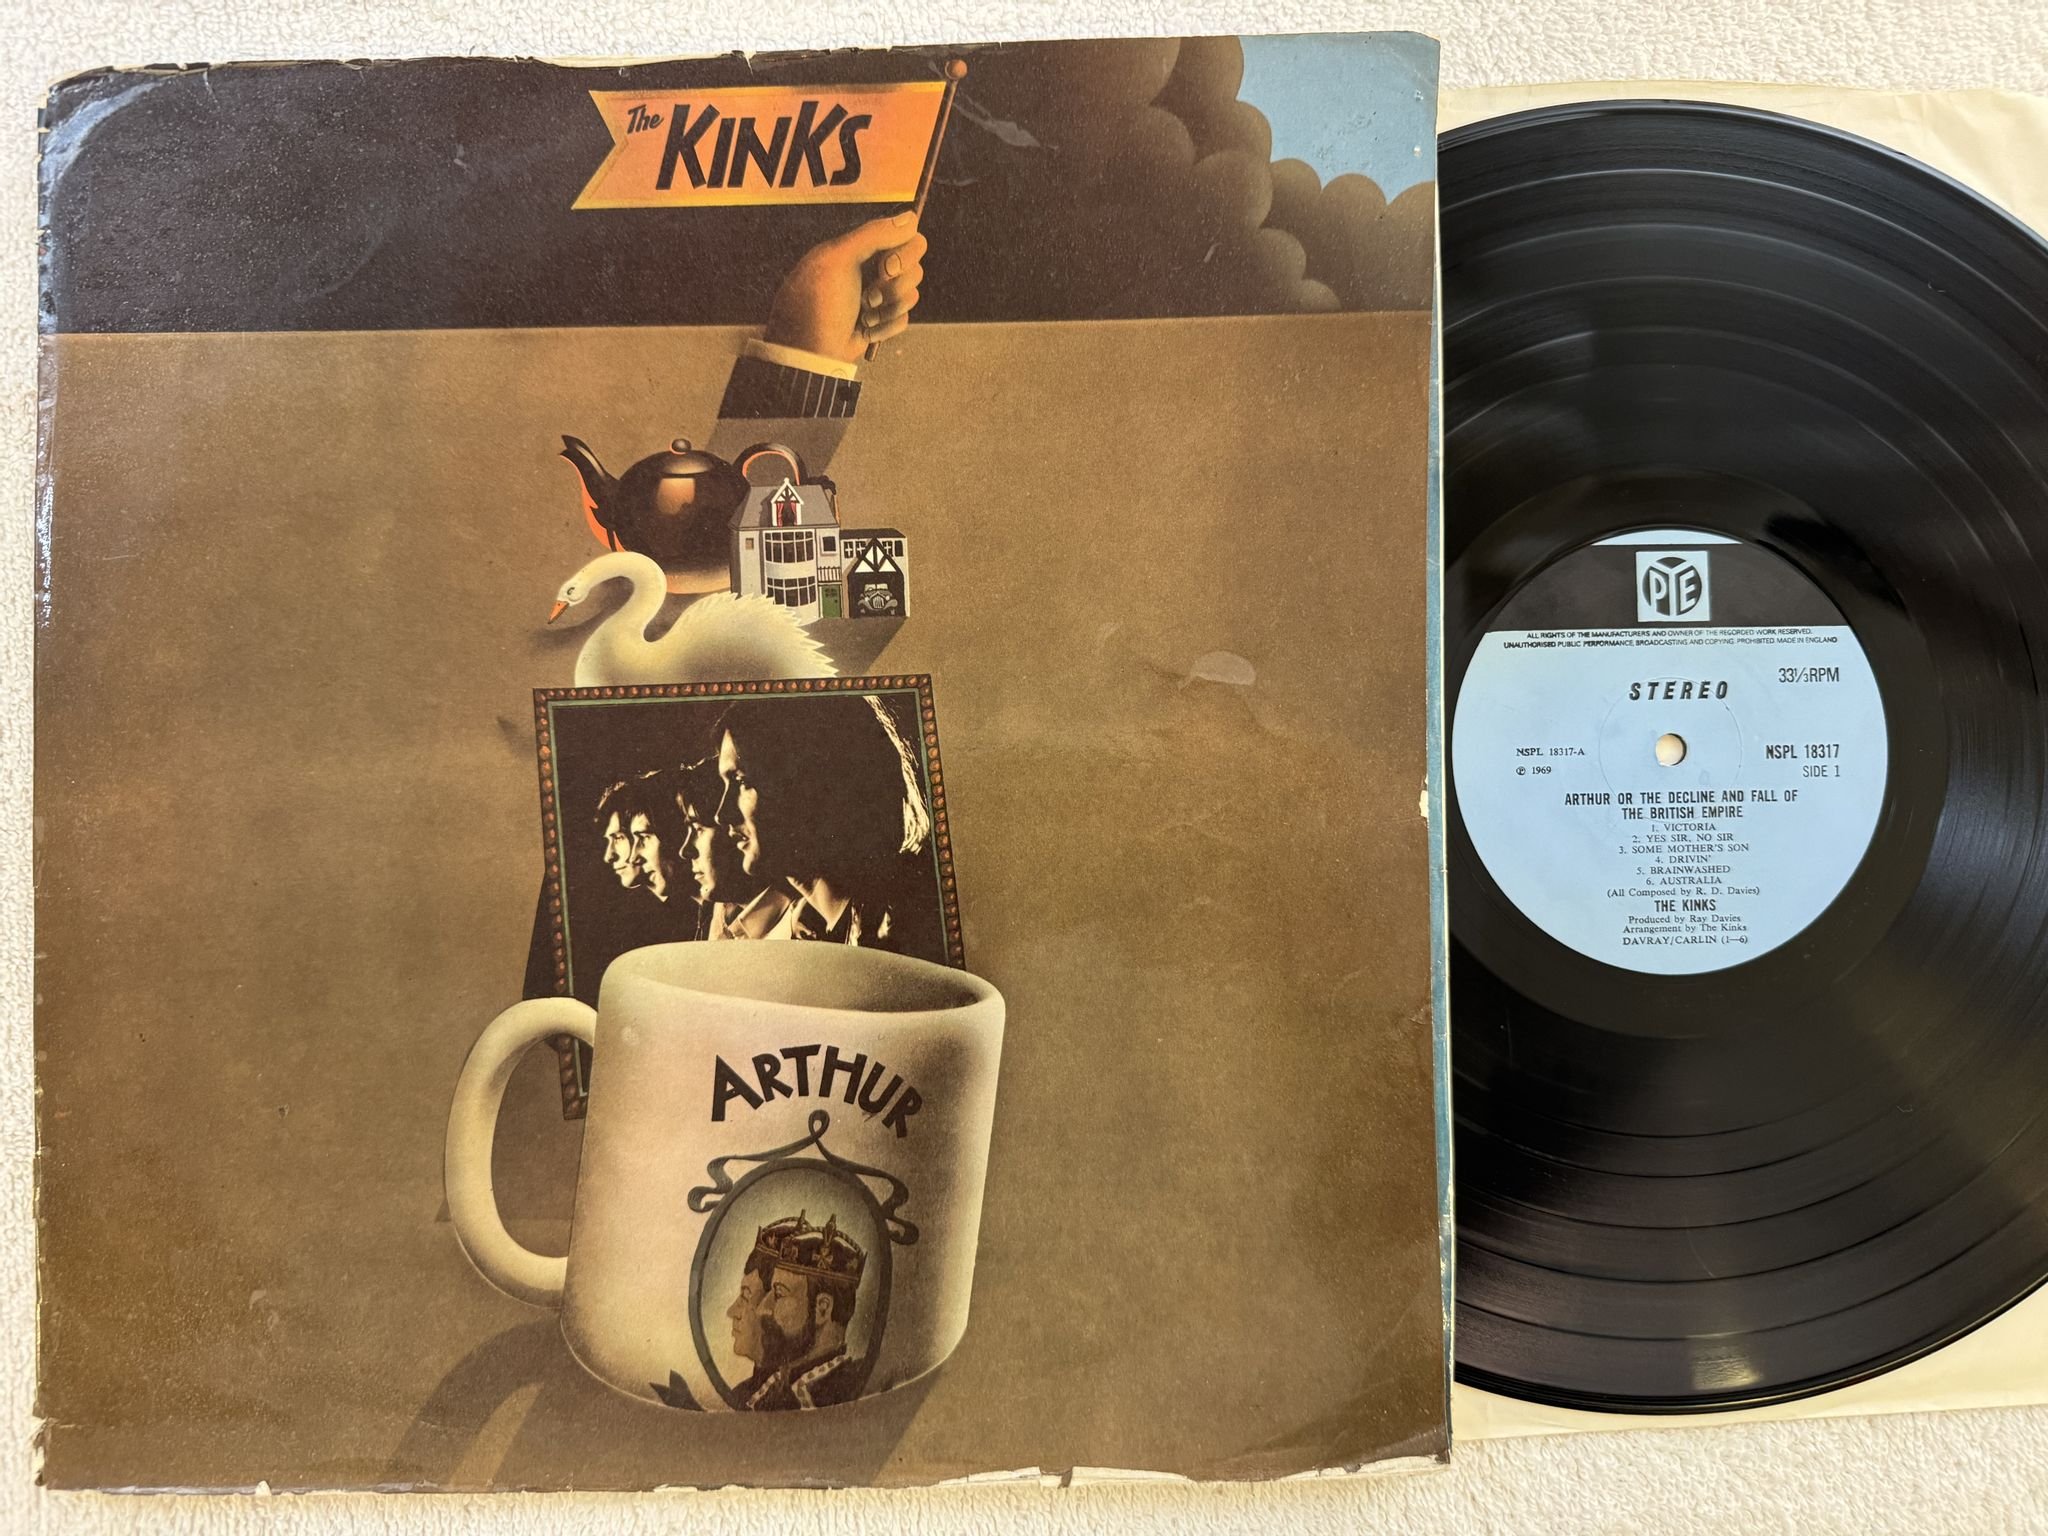 The KINKS
ARTHUR
PYE
ALL RIGHTS OF THE MANUFACTURERS AND OWNER OF THE RECORDED WORK RESERVED.
UNAUTHORISED PUBLIC PERFORMANCE, BROADCASTING AND COPYING PROHIBITED. MADE IN ENGLAND
33⅓RPM
STEREO
NSPL 18317-A
℗ 1969
NSPL 18317
SIDE 1
ARTHUR OR THE DECLINE AND FALL OF
THE BRITISH EMPIRE
1. VICTORIA
2. YES SIR, NO SIR
3. SOME MOTHER'S SON
4. DRIVIN'
5. BRAINWASHED
6. AUSTRALIA
(All Composed by R. D. Davies)
THE KINKS
Produced by Ray Davies
Arrangement by The Kinks
DAVRAY/CARLIN (1—6)